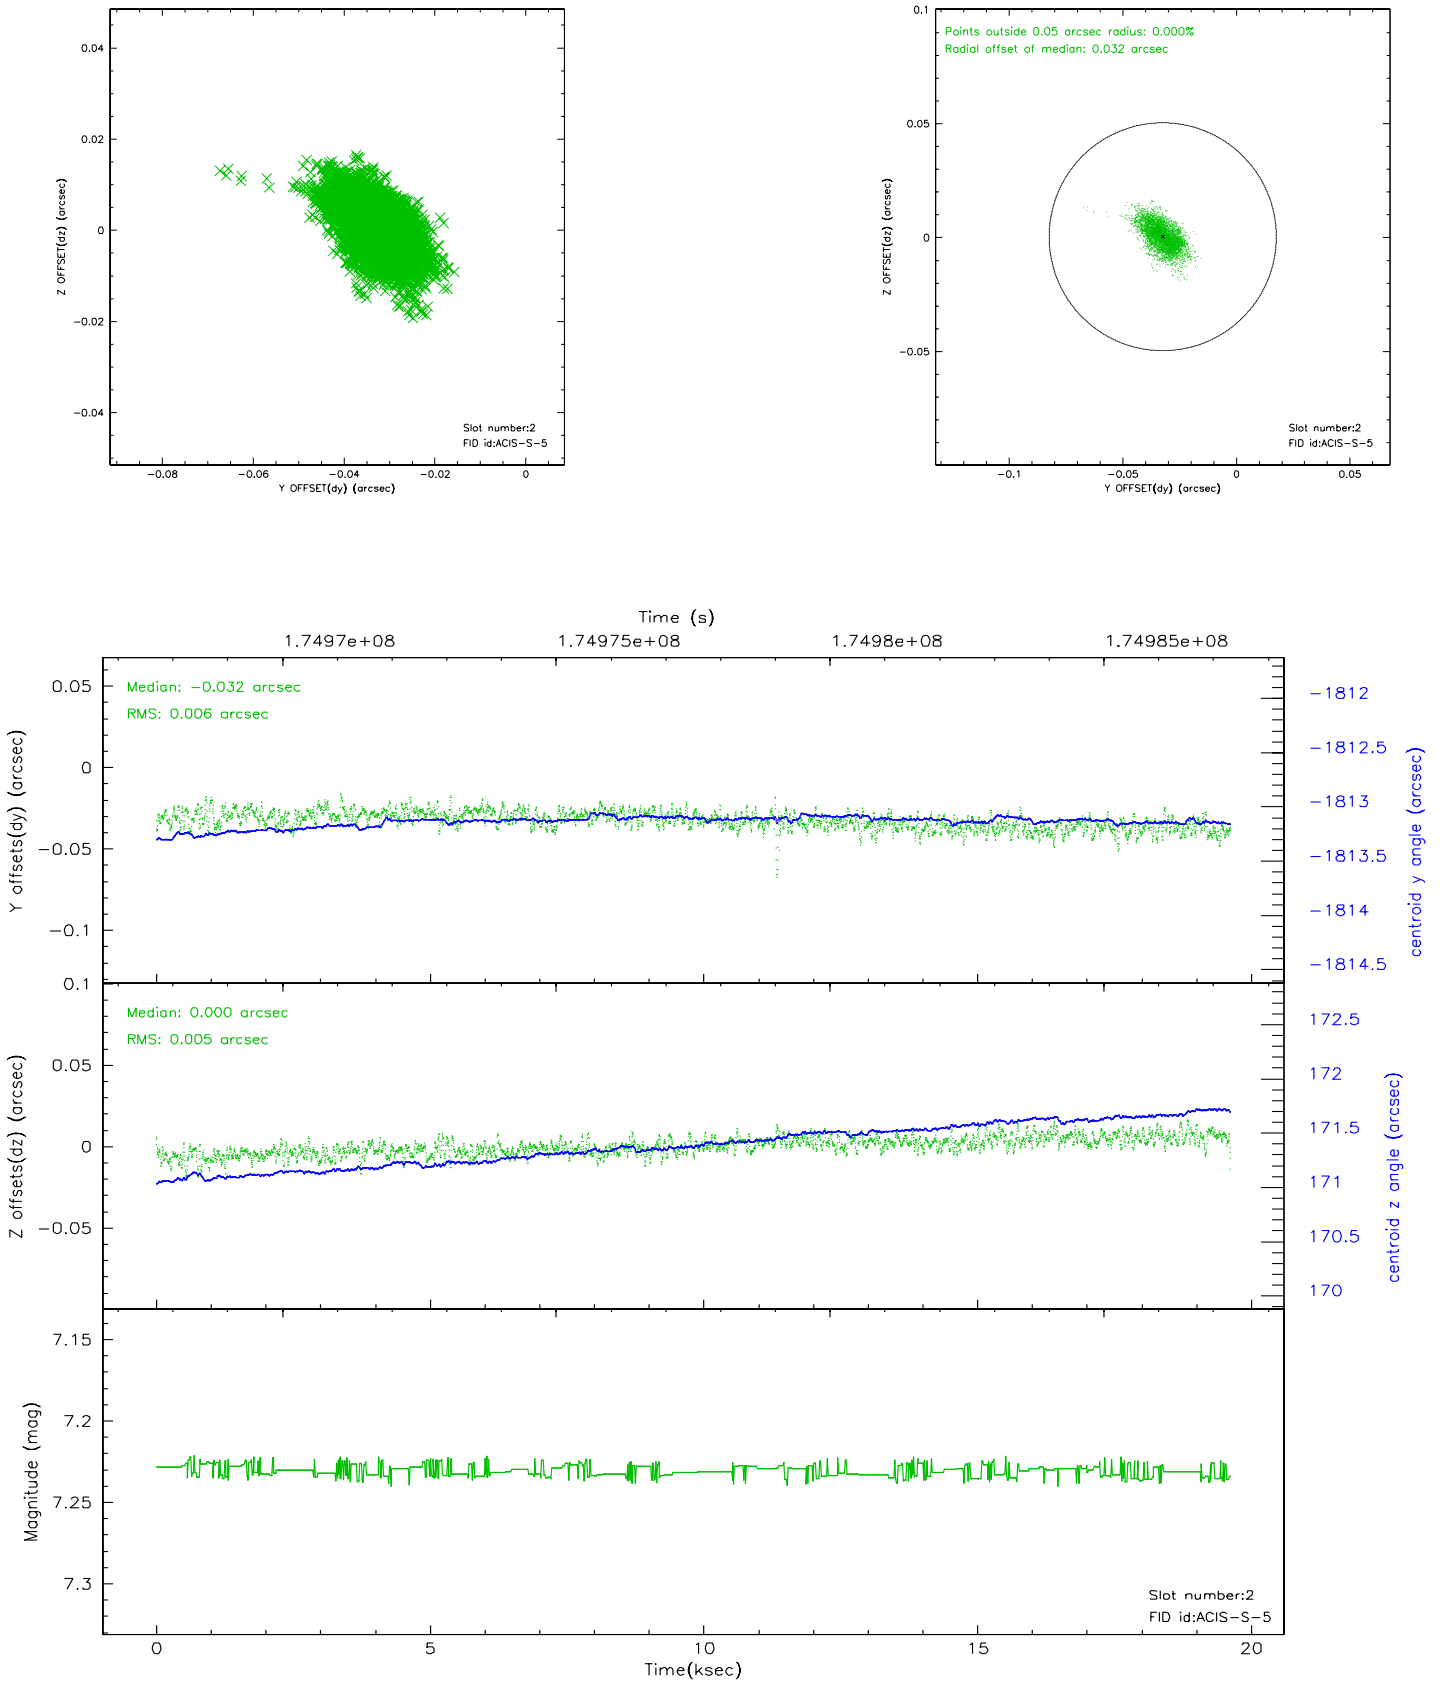 0.04
0.02
0
−0.02
−0.04
Z OFFSET(dz) (arcsec)
Slot number:2
FID id:ACIS−S−5
−0.08
−0.06
−0.04
−0.02
0
Y OFFSET(dy) (arcsec)
0.1
0.05
0
−0.05
Z OFFSET(dz) (arcsec)
Points outside 0.05 arcsec radius: 0.000%
Radial offset of median: 0.032 arcsec
Slot number:2
FID id:ACIS−S−5
−0.1
−0.05
0
0.05
Y OFFSET(dy) (arcsec)
Time (s)
1.7497e+08
1.74975e+08
1.7498e+08
1.74985e+08
Y offsets(dy) (arcsec)
0.05
0
−0.05
−0.1
Median: −0.032 arcsec
RMS: 0.006 arcsec
−1812
−1812.5
−1813
−1813.5
−1814
−1814.5
centroid y angle (arcsec)
Z offsets(dz) (arcsec)
0.1
0.05
0
−0.05
Median: 0.000 arcsec
RMS: 0.005 arcsec
172.5
172
171.5
171
170.5
170
centroid z angle (arcsec)
Magnitude (mag)
7.15
7.2
7.25
7.3
Slot number:2
FID id:ACIS−S−5
0
5
10
15
20
Time(ksec)